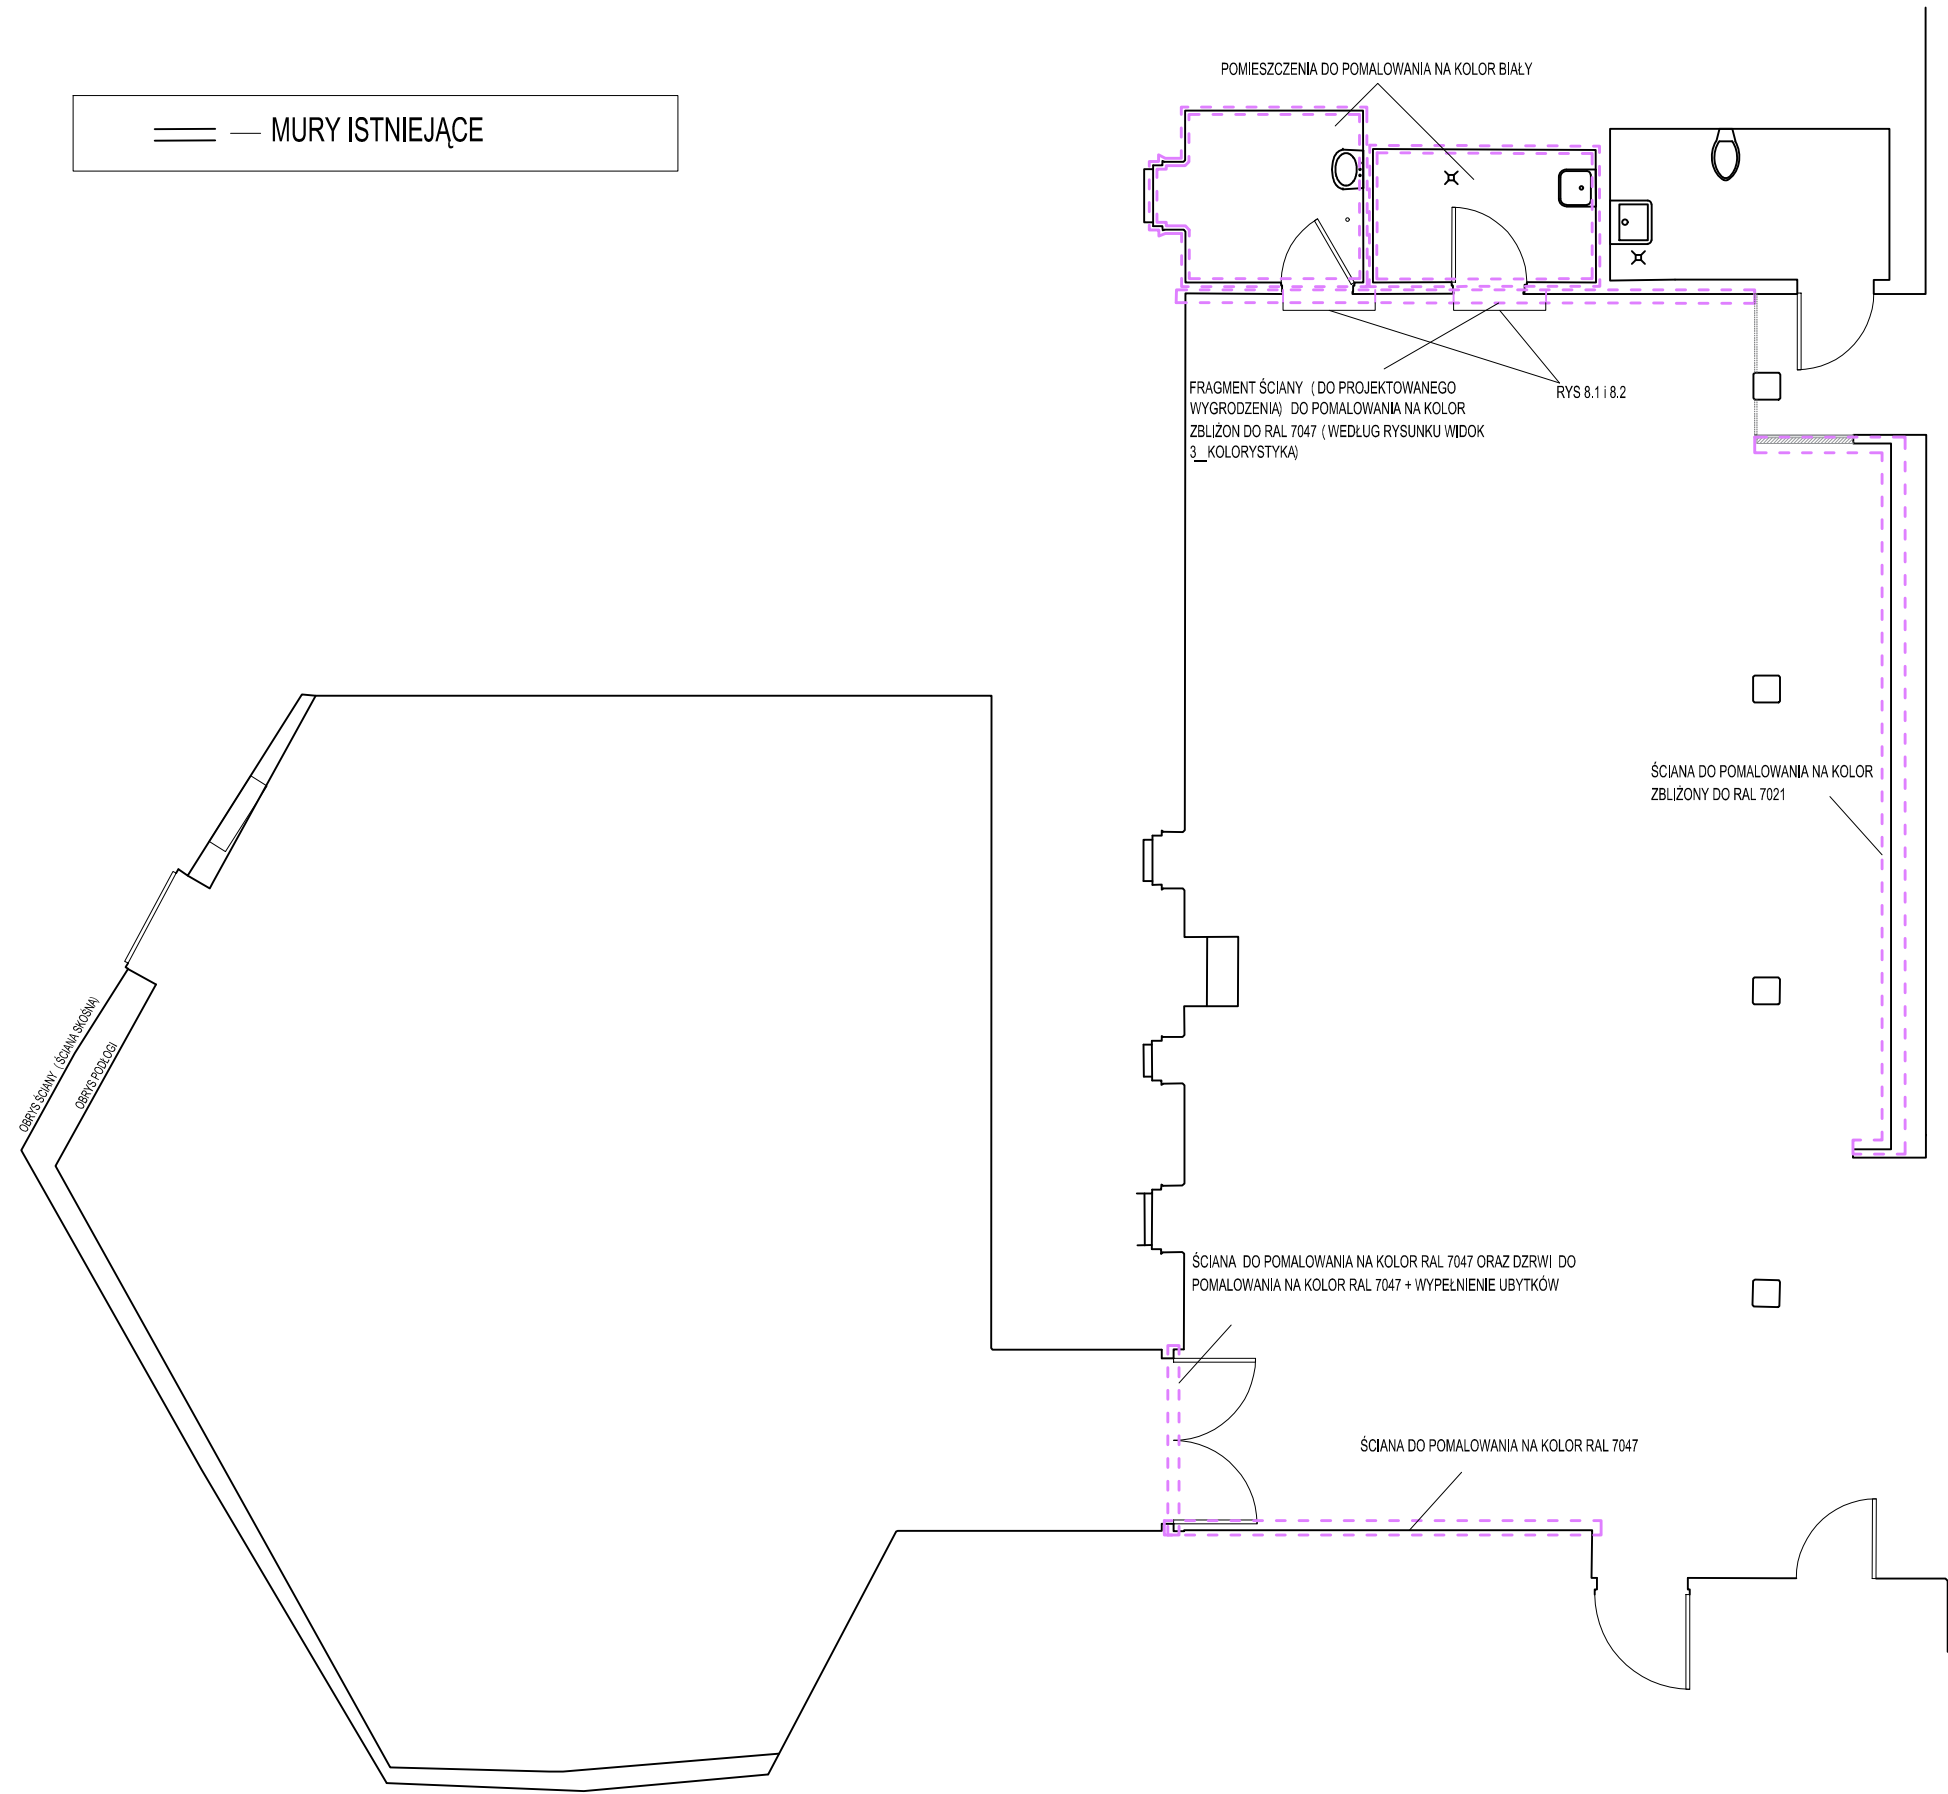 POMIESZCZENIA DO POMALOWANIA NA KOLOR BIAŁY
MURY ISTNIEJĄCE
FRAGMENT ŚCIANY ( DO PROJEKTOWANEGO
WYGRODZENIA) DO POMALOWANIA NA KOLOR
ZBLIŻON DO RAL 7047 ( WEDŁUG RYSUNKU WIDOK
3_KOLORYSTYKA)
RYS 8.1 i 8.2
ŚCIANA DO POMALOWANIA NA KOLOR
ZBLIŻONY DO RAL 7021
OBRYS ŚCIANY ( ŚCIANA SKOŚNA)
OBRYS PODŁOGI
ŚCIANA DO POMALOWANIA NA KOLOR RAL 7047 ORAZ DZRWI DO
POMALOWANIA NA KOLOR RAL 7047 + WYPEŁNIENIE UBYTKÓW
ŚCIANA DO POMALOWANIA NA KOLOR RAL 7047